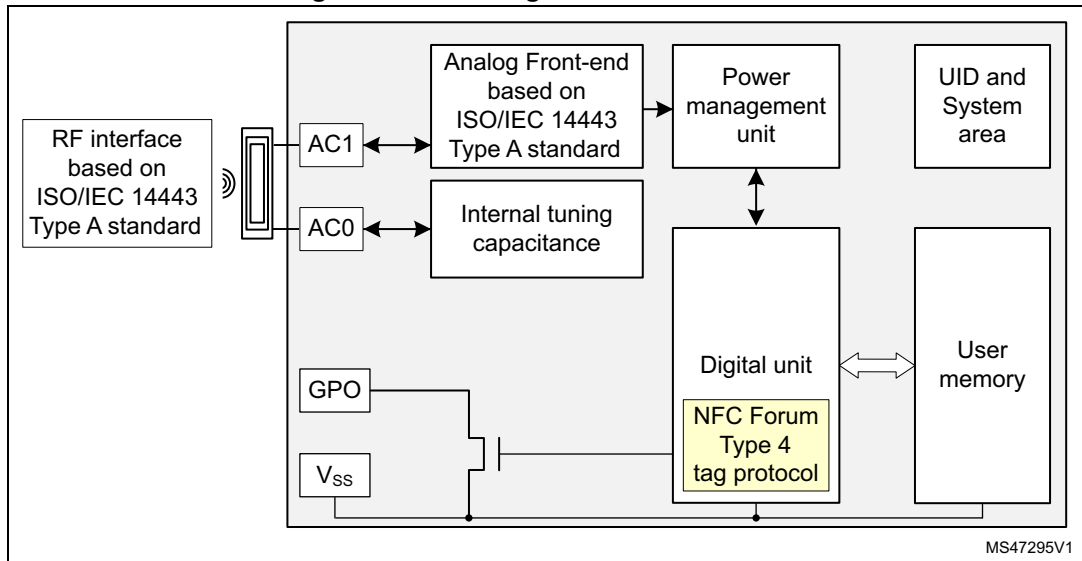 Analog Front-end
based on
ISO/IEC 14443
Type A standard
Power
management
unit
UID and
System
area
RF interface
based on
ISO/IEC 14443
Type A standard
AC1
AC0
Internal tuning
capacitance
GPO
VSS
Digital unit
NFC Forum
Type 4
tag protocol
User
memory
MS47295V1